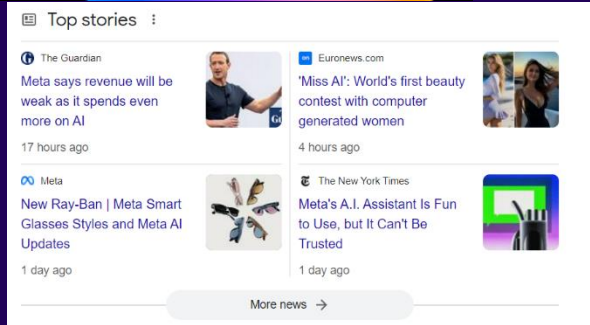 Top stories
The Guardian
Meta says revenue will be
weak as it spends even
more on AI
17 hours ago
Euronews.com
'Miss AI': World's first beauty
contest with computer
generated women
4 hours ago
Meta
New Ray-Ban | Meta Smart
Glasses Styles and Meta AI
Updates
1 day ago
The New York Times
Meta's A.I. Assistant Is Fun
to Use, but It Can't Be
Trusted
1 day ago
More news →